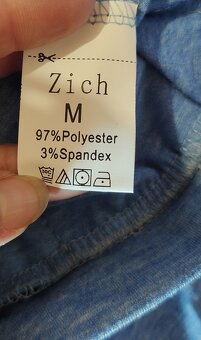 Zich
M
97%Polyester
3%Spandex